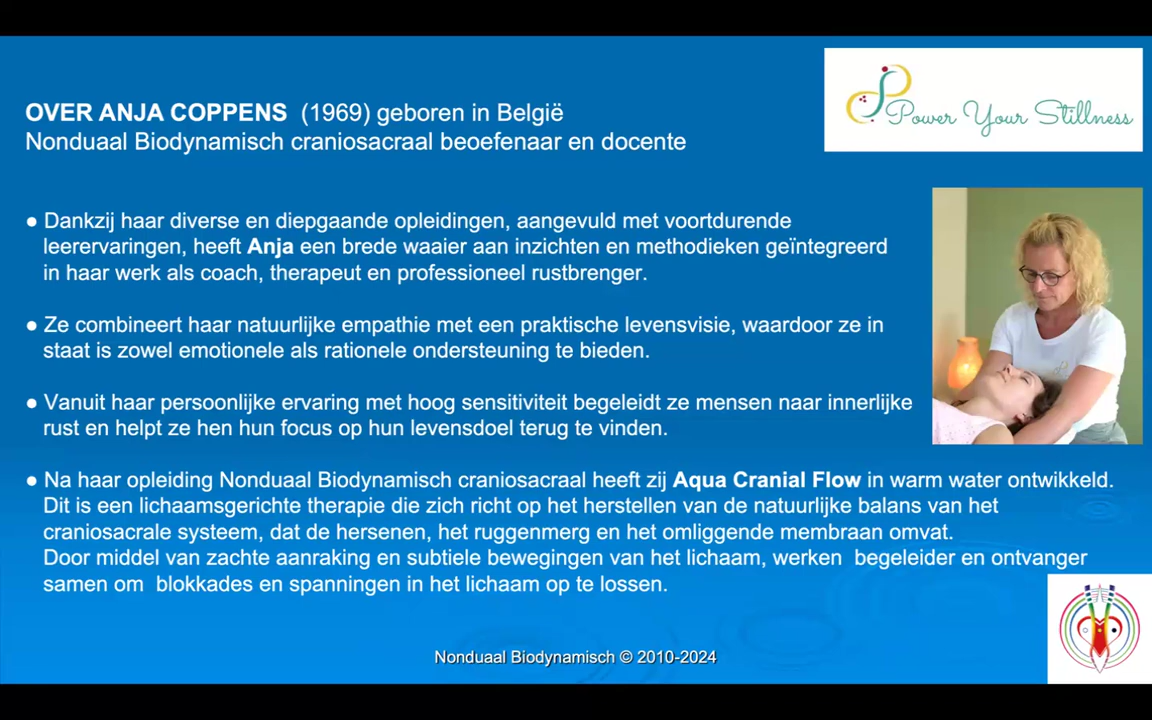 Power Your Stillness
OVER ANJA COPPENS (1969) geboren in België
Nonduaal Biodynamisch craniosacraal beoefenaar en docente
● Dankzij haar diverse en diepgaande opleidingen, aangevuld met voortdurende
leerervaringen, heeft Anja een brede waaier aan inzichten en methodieken geïntegreerd
in haar werk als coach, therapeut en professioneel rustbrenger.
● Ze combineert haar natuurlijke empathie met een praktische levensvisie, waardoor ze in
staat is zowel emotionele als rationele ondersteuning te bieden.
● Vanuit haar persoonlijke ervaring met hoog sensitiviteit begeleidt ze mensen naar innerlijke
rust en helpt ze hen hun focus op hun levensdoel terug te vinden.
● Na haar opleiding Nonduaal Biodynamisch craniosacraal heeft zij Aqua Cranial Flow in warm water ontwikkeld.
Dit is een lichaamsgerichte therapie die zich richt op het herstellen van de natuurlijke balans van het
craniosacrale systeem, dat de hersenen, het ruggenmerg en het omliggende membraan omvat.
Door middel van zachte aanraking en subtiele bewegingen van het lichaam, werken begeleider en ontvanger
samen om blokkades en spanningen in het lichaam op te lossen.
Nonduaal Biodynamisch © 2010-2024